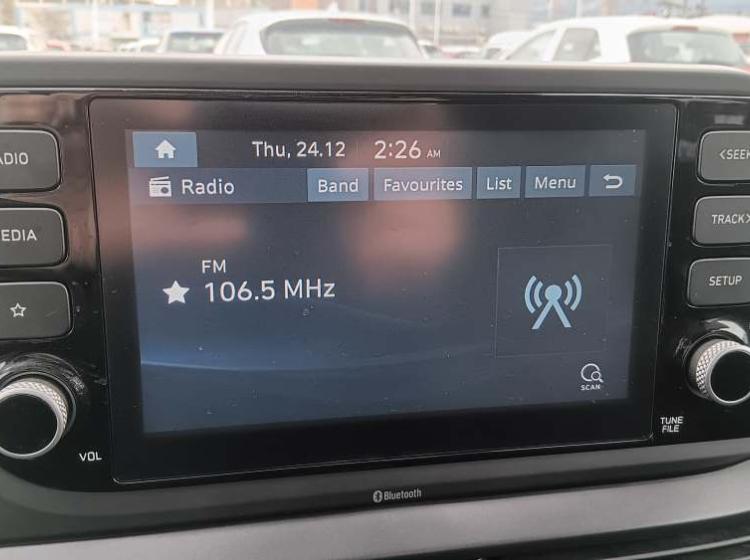 Thu, 24.12 2:26 AM
Radio Band Favourites List Menu
FM
106.5 MHz
SCAN
ADIO
EDIA
VOL
<SEEK
TRACK>
SETUP
TUNE
FILE
Bluetooth